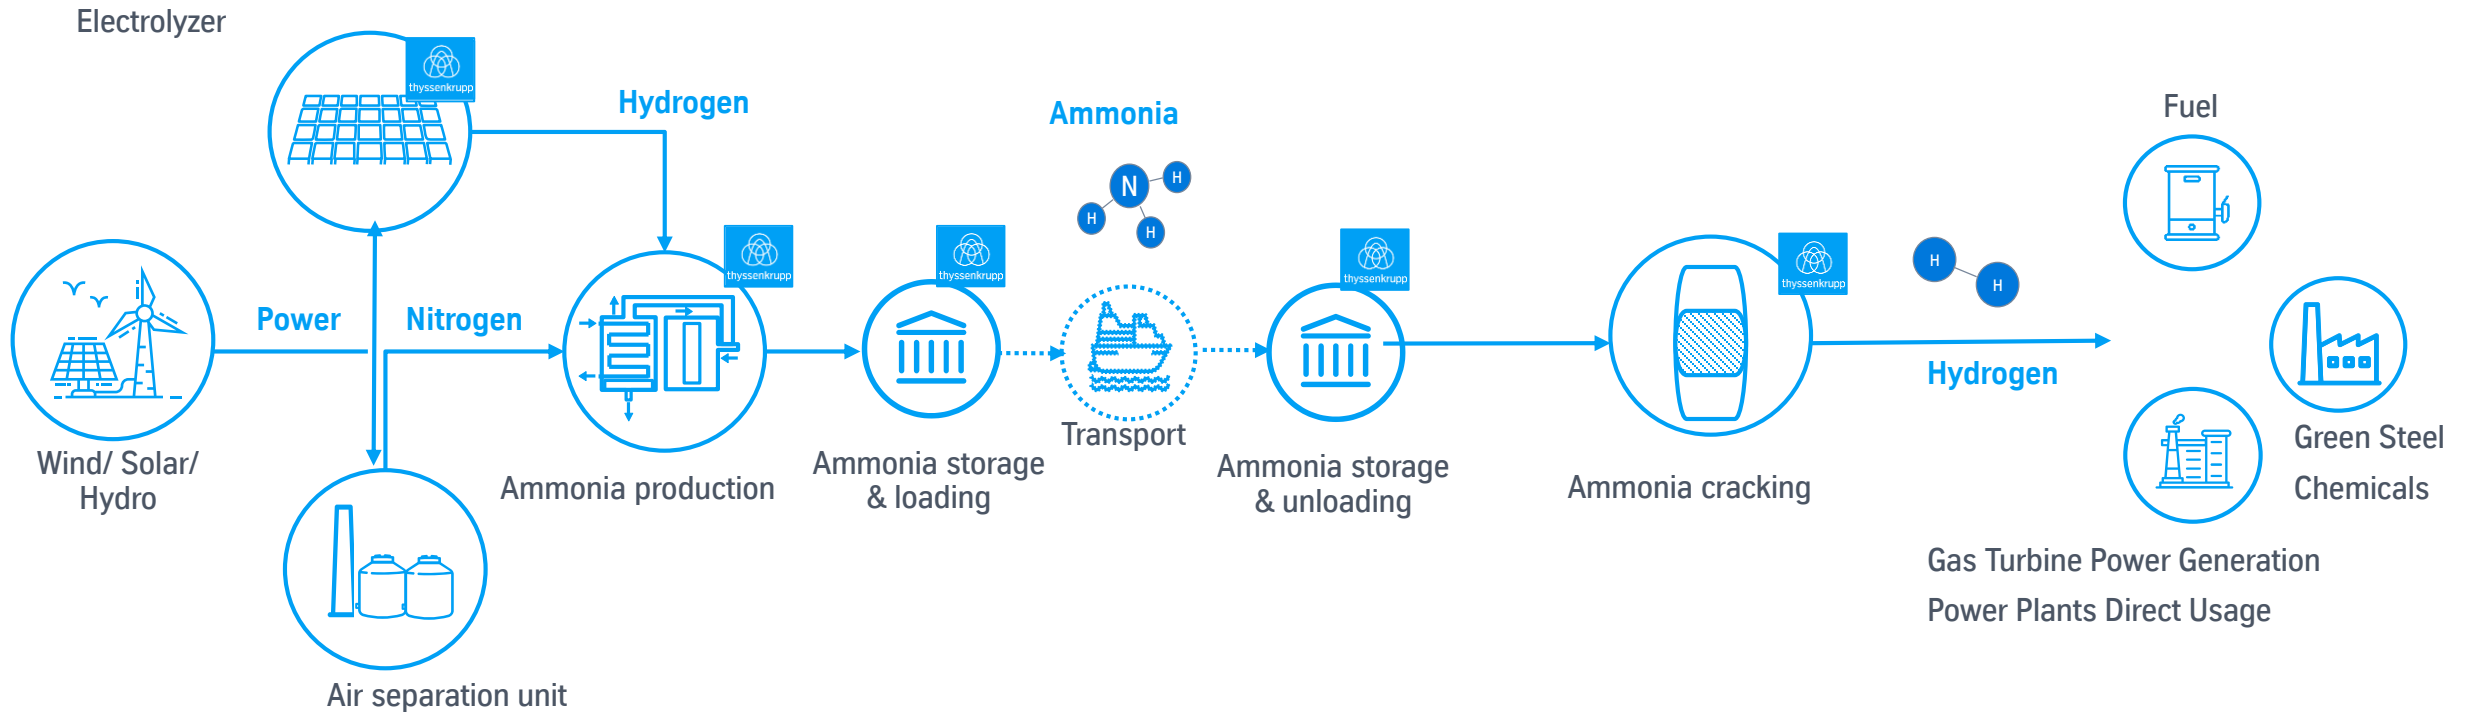 Electrolyzer
thyssenkrupp
Hydrogen
Ammonia
Fuel
N
H
H
H
thyssenkrupp
thyssenkrupp
thyssenkrupp
thyssenkrupp
H
H
Power
Nitrogen
Hydrogen
Wind/ Solar/
Hydro
Ammonia production
Ammonia storage
& loading
Transport
Ammonia storage
& unloading
Ammonia cracking
Green Steel
Chemicals
Gas Turbine Power Generation
Power Plants Direct Usage
Air separation unit